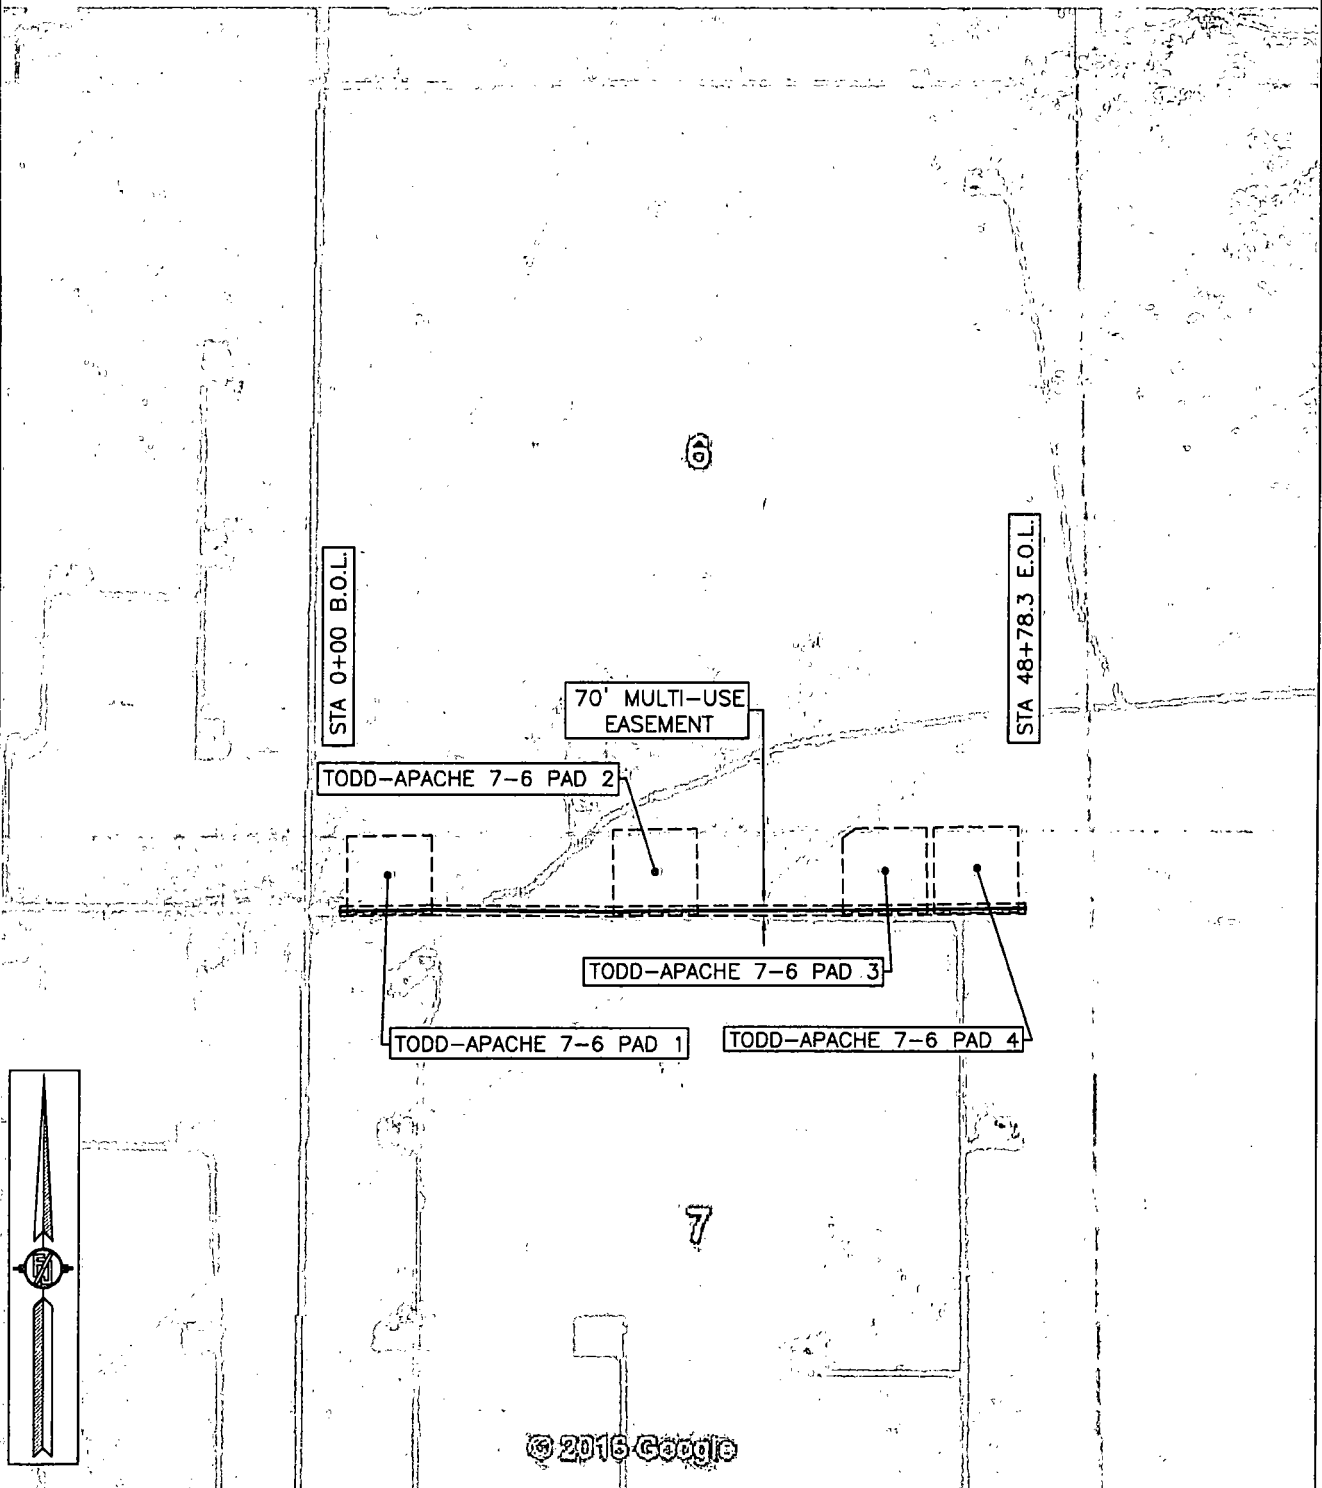 6
STA 0+00 B.O.L.
STA 48+78.3 E.O.L.
70' MULTI-USE
EASEMENT
TODD-APACHE 7-6 PAD 2
TODD-APACHE 7-6 PAD 3
TODD-APACHE 7-6 PAD 1
TODD-APACHE 7-6 PAD 4
7
© 2016 Google